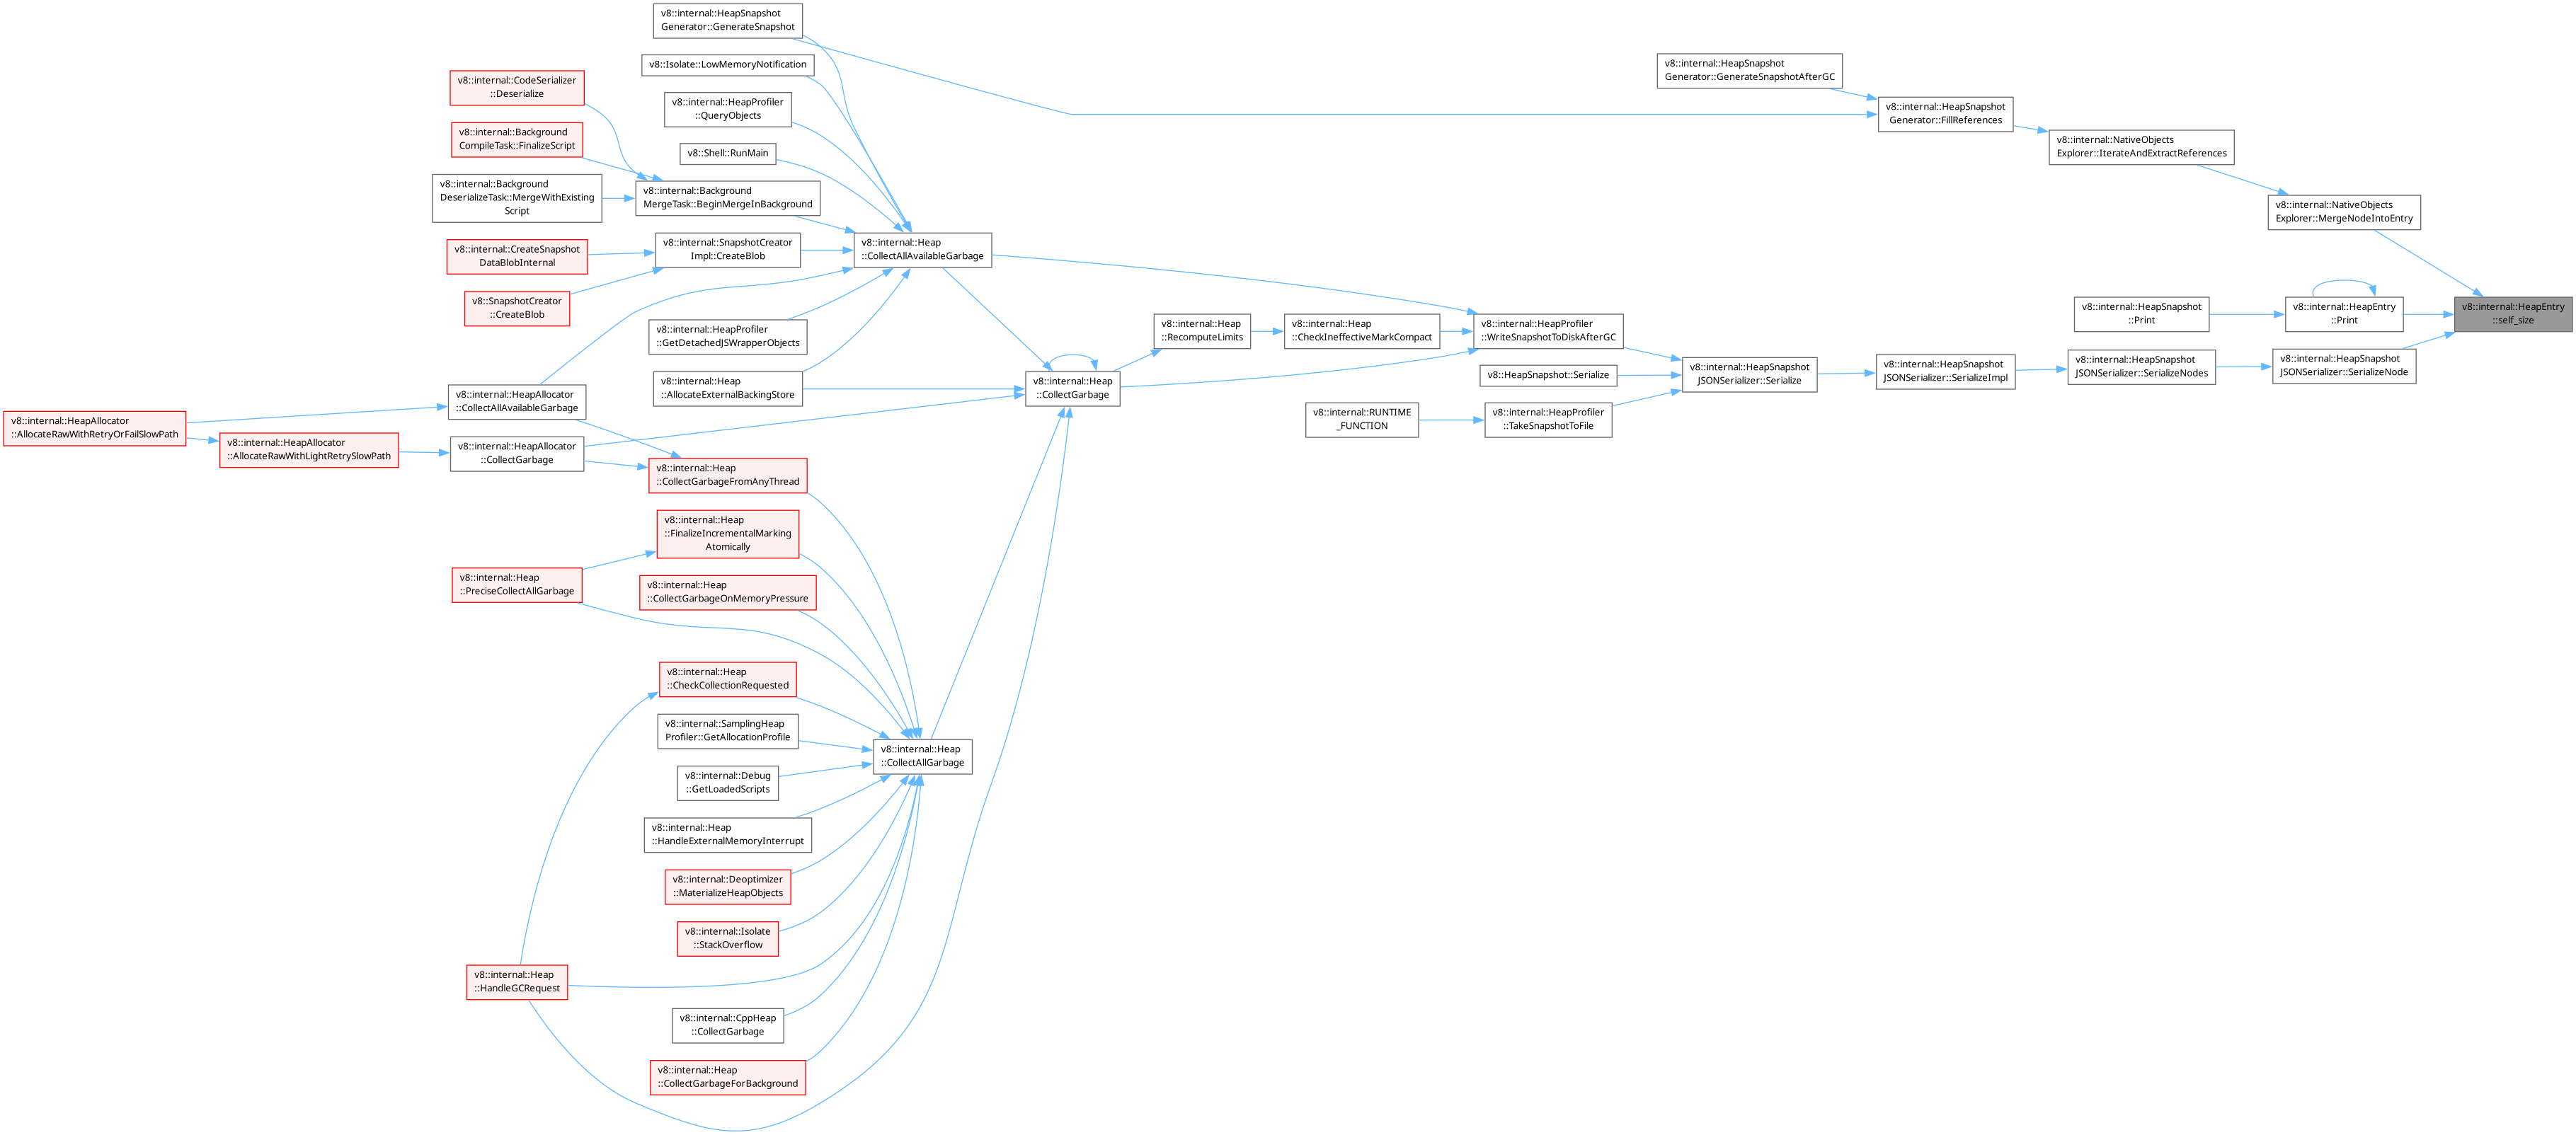 v8::internal::HeapSnapshot
Generator::GenerateSnapshot
v8::Isolate::LowMemoryNotification
v8::internal::HeapSnapshot
Generator::GenerateSnapshotAfterGC
v8::internal::CodeSerializer
::Deserialize
v8::internal::HeapProfiler
::QueryObjects
v8::internal::HeapSnapshot
Generator::FillReferences
v8::internal::Background
CompileTask::FinalizeScript
v8::Shell::RunMain
v8::internal::NativeObjects
Explorer::IterateAndExtractReferences
v8::internal::Background
DeserializeTask::MergeWithExisting
Script
v8::internal::Background
MergeTask::BeginMergeInBackground
v8::internal::NativeObjects
Explorer::MergeNodeIntoEntry
v8::internal::CreateSnapshot
DataBlobInternal
v8::internal::SnapshotCreator
Impl::CreateBlob
v8::internal::Heap
::CollectAllAvailableGarbage
v8::SnapshotCreator
::CreateBlob
v8::internal::HeapSnapshot
::Print
v8::internal::HeapEntry
::Print
v8::internal::HeapEntry
::self_size
v8::internal::HeapProfiler
::GetDetachedJSWrapperObjects
v8::internal::Heap
::RecomputeLimits
v8::internal::Heap
::CheckIneffectiveMarkCompact
v8::internal::HeapProfiler
::WriteSnapshotToDiskAfterGC
v8::internal::Heap
::AllocateExternalBackingStore
v8::internal::Heap
::CollectGarbage
v8::HeapSnapshot::Serialize
v8::internal::HeapSnapshot
JSONSerializer::Serialize
v8::internal::HeapSnapshot
JSONSerializer::SerializeImpl
v8::internal::HeapSnapshot
JSONSerializer::SerializeNodes
v8::internal::HeapSnapshot
JSONSerializer::SerializeNode
v8::internal::HeapAllocator
::CollectAllAvailableGarbage
v8::internal::RUNTIME
_FUNCTION
v8::internal::HeapProfiler
::TakeSnapshotToFile
v8::internal::HeapAllocator
::AllocateRawWithRetryOrFailSlowPath
v8::internal::HeapAllocator
::AllocateRawWithLightRetrySlowPath
v8::internal::HeapAllocator
::CollectGarbage
v8::internal::Heap
::CollectGarbageFromAnyThread
v8::internal::Heap
::FinalizeIncrementalMarking
Atomically
v8::internal::Heap
::PreciseCollectAllGarbage
v8::internal::Heap
::CollectGarbageOnMemoryPressure
v8::internal::Heap
::CheckCollectionRequested
v8::internal::SamplingHeap
Profiler::GetAllocationProfile
v8::internal::Heap
::CollectAllGarbage
v8::internal::Debug
::GetLoadedScripts
v8::internal::Heap
::HandleExternalMemoryInterrupt
v8::internal::Deoptimizer
::MaterializeHeapObjects
v8::internal::Isolate
::StackOverflow
v8::internal::Heap
::HandleGCRequest
v8::internal::CppHeap
::CollectGarbage
v8::internal::Heap
::CollectGarbageForBackground